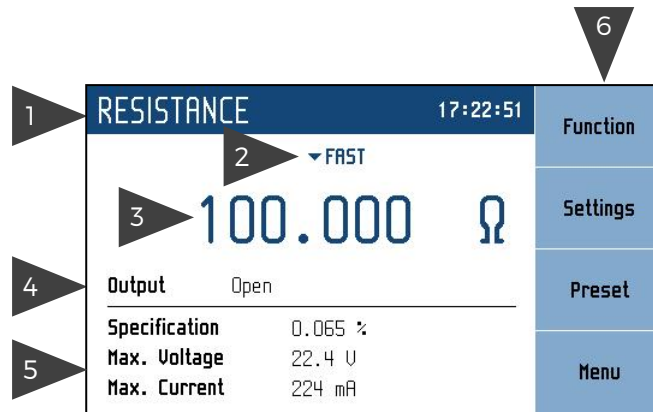 6
1
RESISTANCE 17:22:51
Function
2
FAST
3
100.000 Ω
Settings
4
Output Open
Preset
Specification 0.065 %
5
Max. Voltage 22.4 V
Max. Current 224 mA
Menu